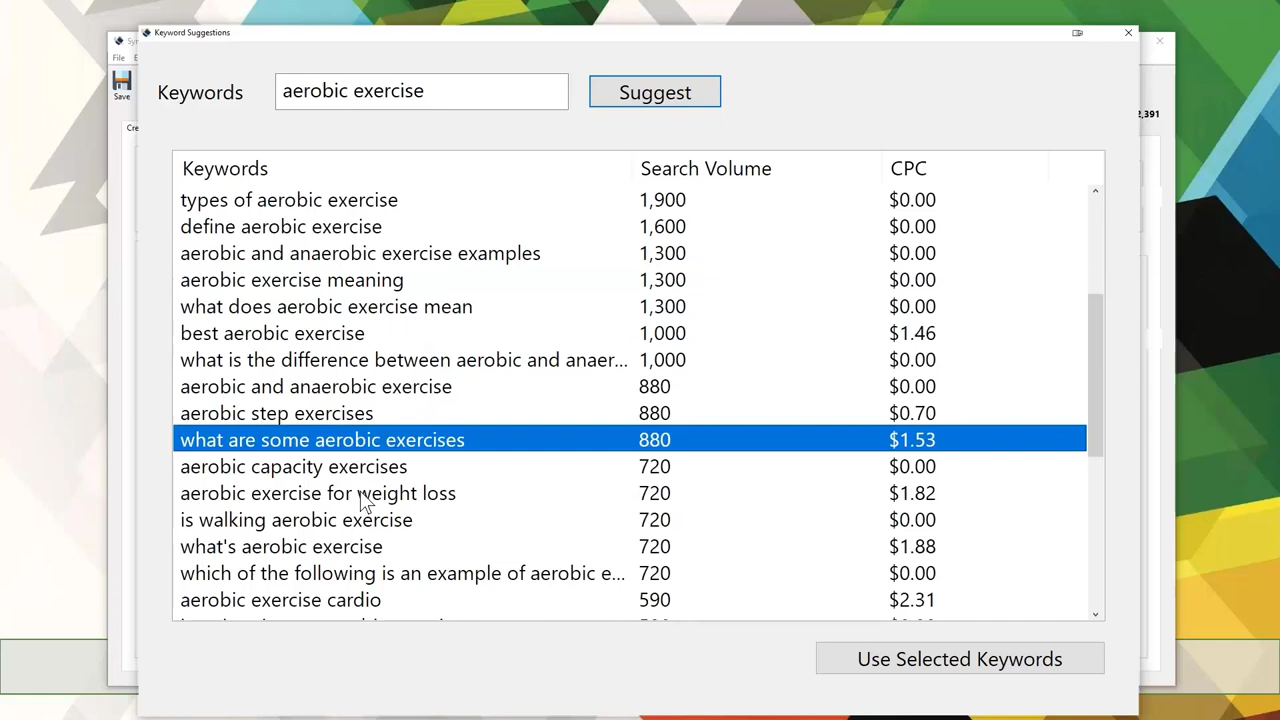 Keyword Suggestions
File
Save
Cre
2,391
Keywords aerobic exercise Suggest
Keywords Search Volume CPC
types of aerobic exercise 1,900 $0.00
define aerobic exercise 1,600 $0.00
aerobic and anaerobic exercise examples 1,300 $0.00
aerobic exercise meaning 1,300 $0.00
what does aerobic exercise mean 1,300 $0.00
best aerobic exercise 1,000 $1.46
what is the difference between aerobic and anaer... 1,000 $0.00
aerobic and anaerobic exercise 880 $0.00
aerobic step exercises 880 $0.70
what are some aerobic exercises 880 $1.53
aerobic capacity exercises 720 $0.00
aerobic exercise for weight loss 720 $1.82
is walking aerobic exercise 720 $0.00
what's aerobic exercise 720 $1.88
which of the following is an example of aerobic e... 720 $0.00
aerobic exercise cardio 590 $2.31
Use Selected Keywords